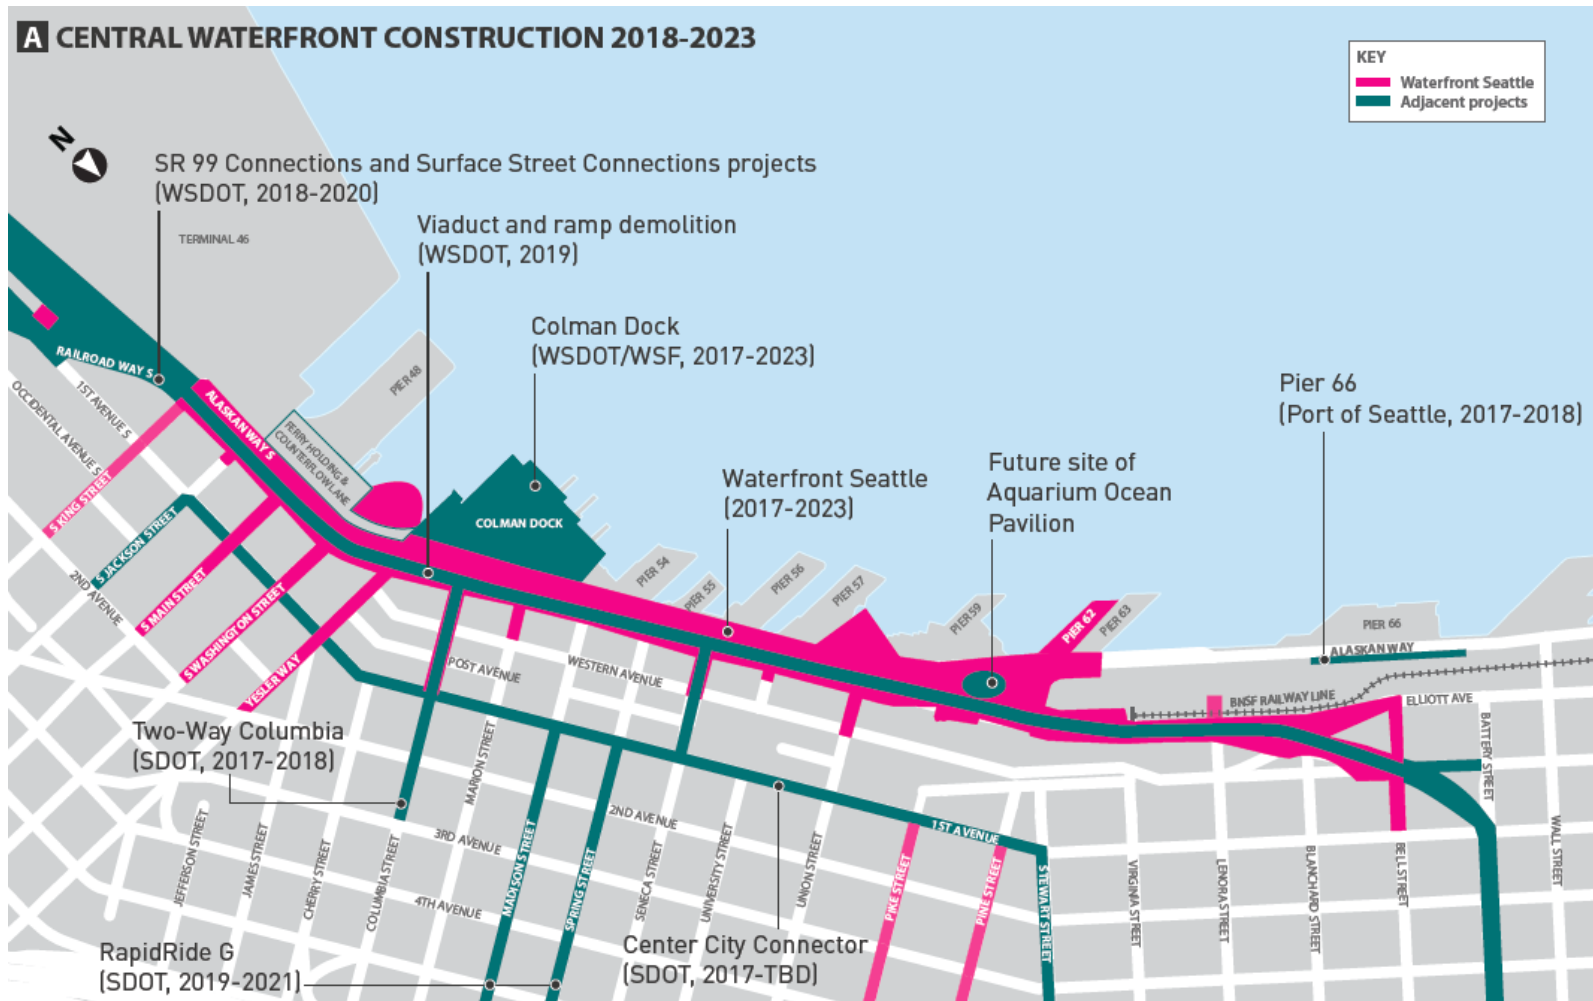 A CENTRAL WATERFRONT CONSTRUCTION 2018-2023
KEY
Waterfront Seattle
Adjacent projects
N
SR 99 Connections and Surface Street Connections projects
(WSDOT, 2018-2020)
Viaduct and ramp demolition
(WSDOT, 2019)
TERMINAL 46
Colman Dock
(WSDOT/WSF, 2017-2023)
Pier 66
(Port of Seattle, 2017-2018)
Waterfront Seattle
(2017-2023)
Future site of
Aquarium Ocean
Pavilion
RAILROAD WAY S
1ST AVENUE S
OCCIDENTAL AVENUE S
ALASKAN WAY S
PIER 48
FERRY HOLDING &
COUNTERFLOW LANE
COLMAN DOCK
S KING STREET
S JACKSON STREET
2ND AVENUE
S MAIN STREET
S WASHINGTON STREET
YESLER WAY
PIER 54
PIER 55
PIER 56
PIER 57
PIER 59
PIER 62
PIER 63
PIER 66
ALASKAN WAY
BNSF RAILWAY LINE
ELLIOTT AVE
POST AVENUE
WESTERN AVENUE
Two-Way Columbia
(SDOT, 2017-2018)
MARION STREET
BATTERY STREET
WALL STREET
2ND AVENUE
1ST AVENUE
3RD AVENUE
4TH AVENUE
JEFFERSON STREET
JAMES STREET
CHERRY STREET
COLUMBIA STREET
MADISON STREET
SPRING STREET
SENECA STREET
UNIVERSITY STREET
UNION STREET
PIKE STREET
PINE STREET
STEWART STREET
VIRGINIA STREET
LENORA STREET
BLANCHARD STREET
BELL STREET
RapidRide G
(SDOT, 2019-2021)
Center City Connector
(SDOT, 2017-TBD)